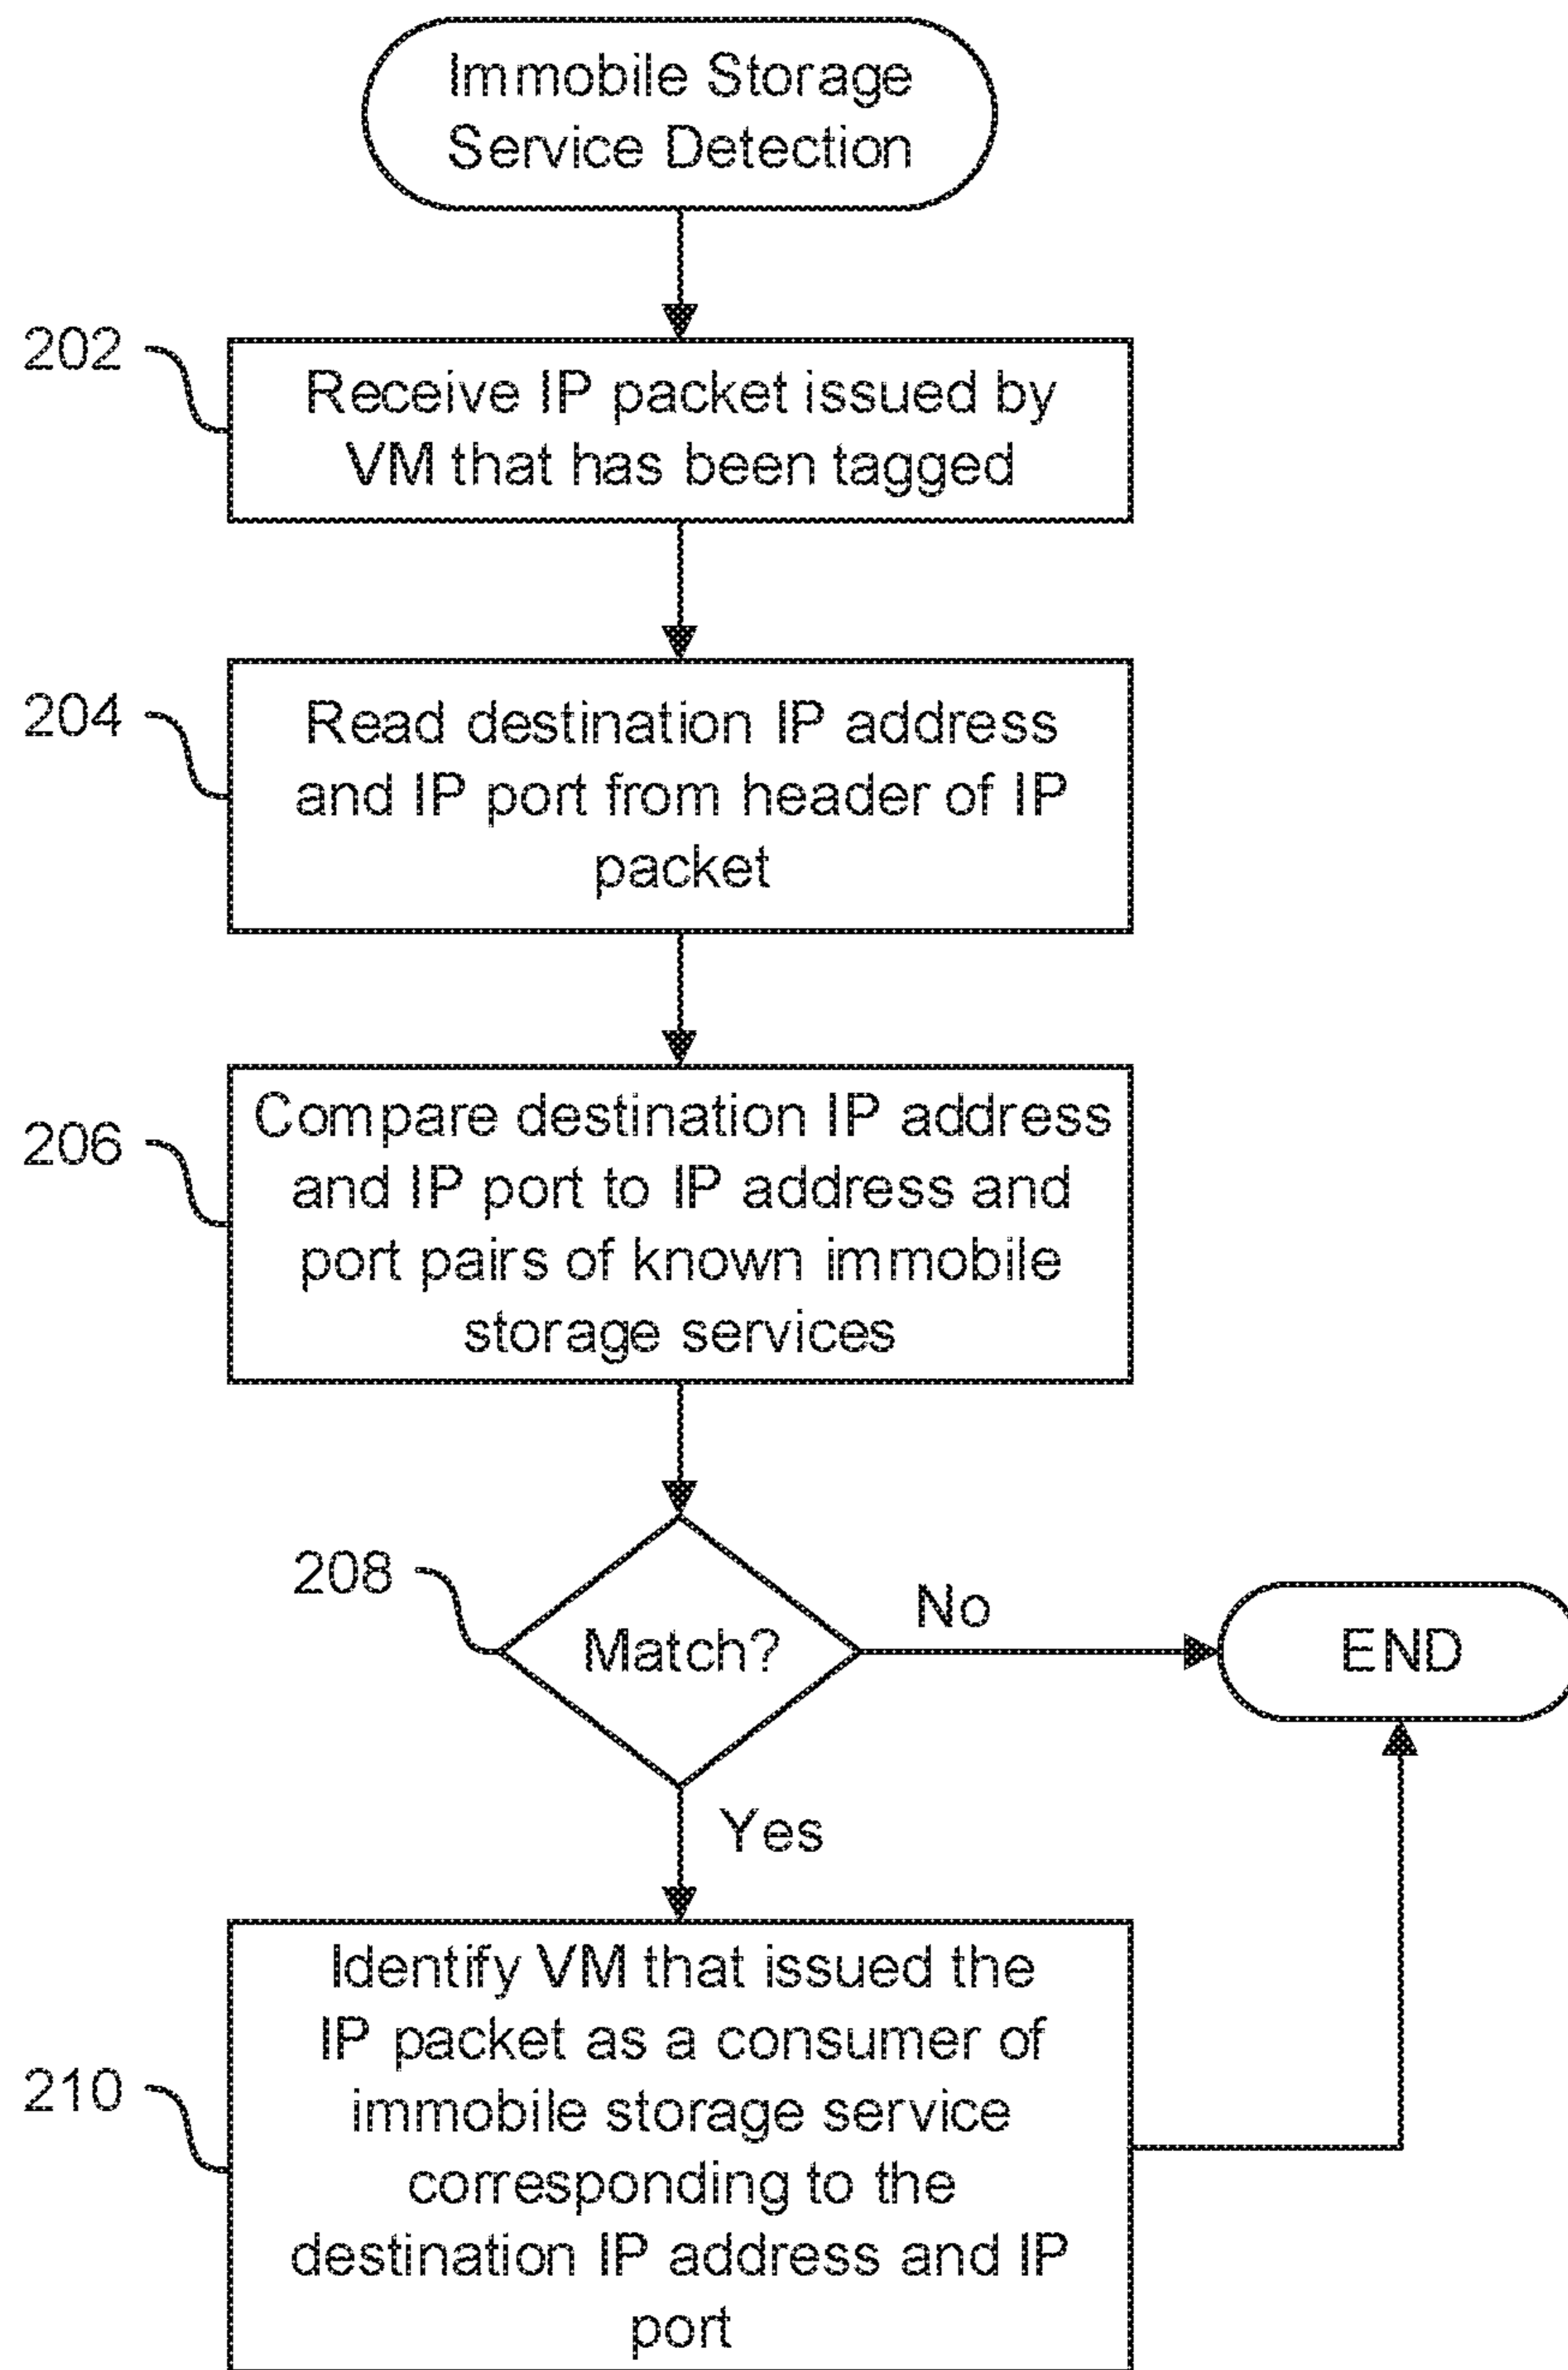 Immobile Storage
Service Detection
202
Receive IP packet issued by
VM that has been tagged
204
Read destination IP address
and IP port from header of IP
packet
206
Compare destination IP address
and IP port to IP address and
port pairs of known immobile
storage services
208
Match?
No
END
Yes
210
Identify VM that issued the
IP packet as a consumer of
immobile storage service
corresponding to the
destination IP address and IP
port